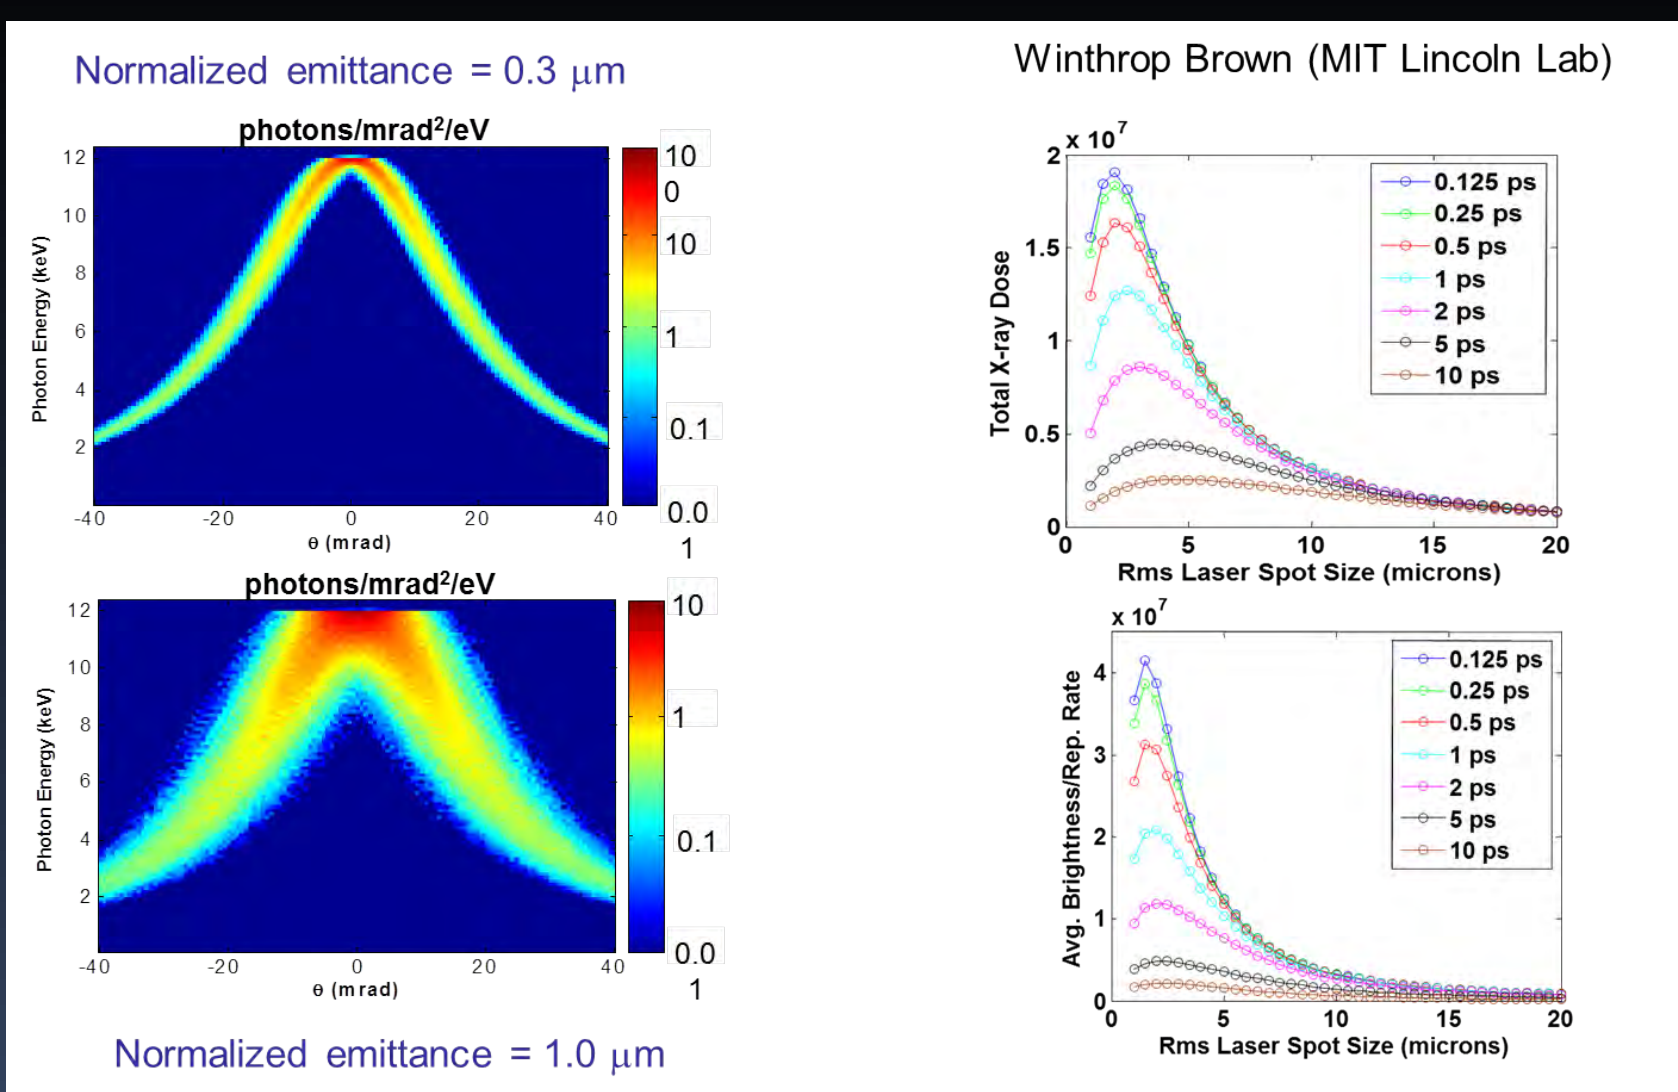 Normalized emittance = 0.3 μm
photons/mrad²/eV
12
10
8
6
4
2
Photon Energy (keV)
-40 -20 0 20 40
θ (mrad)
10
0
10
1
0.1
0.0
1
photons/mrad²/eV
12
10
8
6
4
2
Photon Energy (keV)
-40 -20 0 20 40
θ (mrad)
10
1
0.1
0.0
1
Normalized emittance = 1.0 μm
Winthrop Brown (MIT Lincoln Lab)
x 10⁷
2
1.5
1
0.5
0
Total X-ray Dose
0.125 ps
0.25 ps
0.5 ps
1 ps
2 ps
5 ps
10 ps
0 5 10 15 20
Rms Laser Spot Size (microns)
x 10⁷
4
3
2
1
0
Avg. Brightness/Rep. Rate
0.125 ps
0.25 ps
0.5 ps
1 ps
2 ps
5 ps
10 ps
0 5 10 15 20
Rms Laser Spot Size (microns)